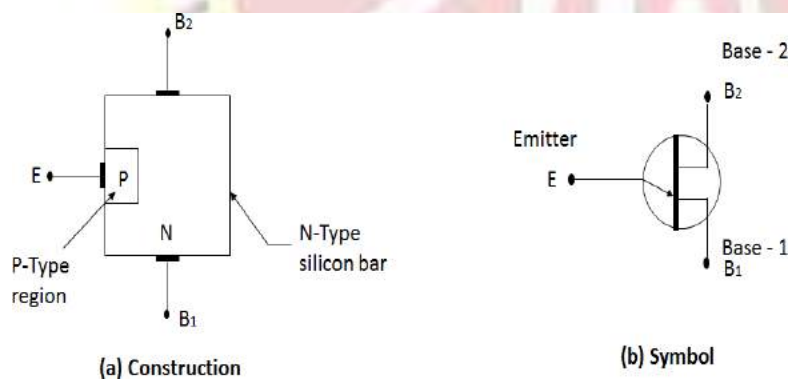 B2
E
P
N
P-Type
region
N-Type
silicon bar
B1
(a) Construction
Base - 2
B2
Emitter
E
Base - 1
B1
(b) Symbol